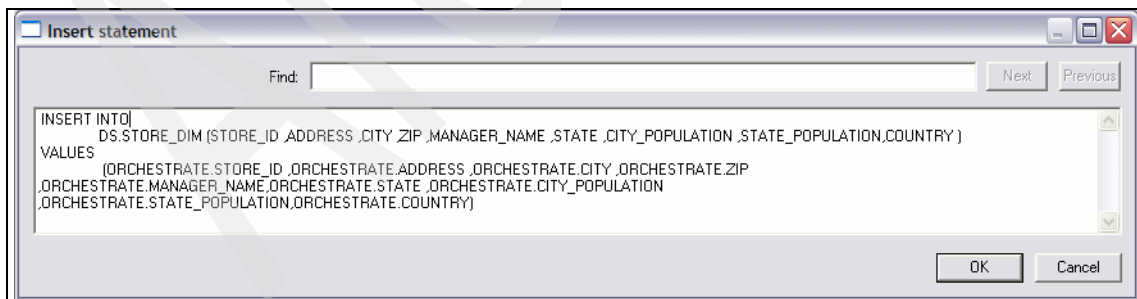 Insert statement
Find:
Next
Previous
INSERT INTO
DS.STORE_DIM (STORE_ID ,ADDRESS ,CITY ,ZIP ,MANAGER_NAME ,STATE ,CITY_POPULATION ,STATE_POPULATION,COUNTRY )
VALUES
(ORCHESTRATE.STORE_ID ,ORCHESTRATE.ADDRESS ,ORCHESTRATE.CITY ,ORCHESTRATE.ZIP
,ORCHESTRATE.MANAGER_NAME,ORCHESTRATE.STATE ,ORCHESTRATE.CITY_POPULATION
,ORCHESTRATE.STATE_POPULATION,ORCHESTRATE.COUNTRY)
OK
Cancel